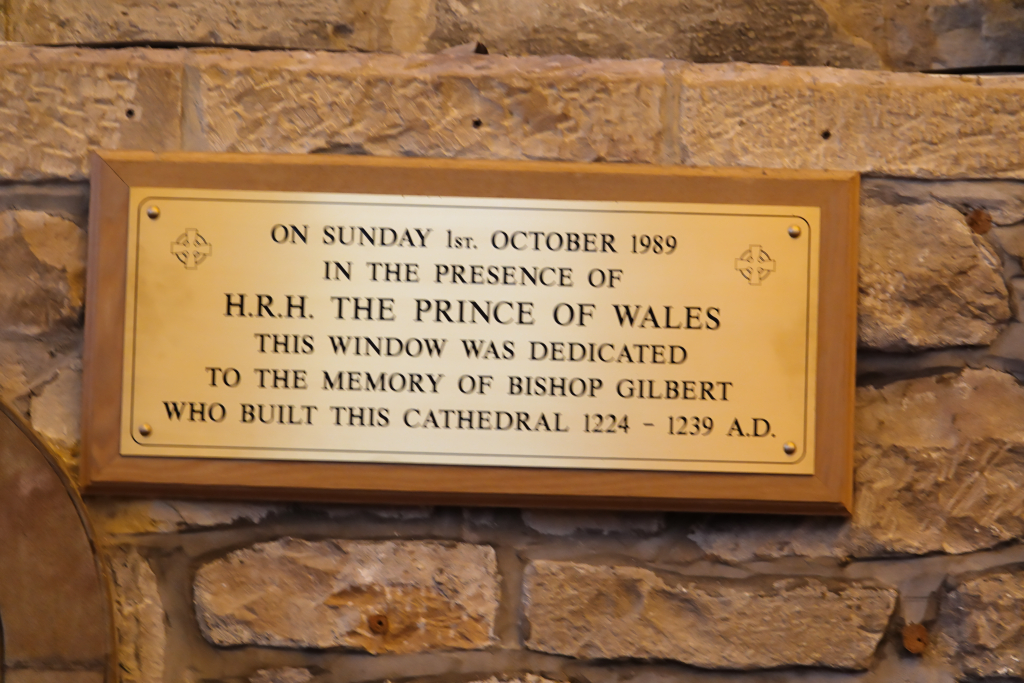 ON SUNDAY 1st. OCTOBER 1989
IN THE PRESENCE OF
H.R.H. THE PRINCE OF WALES
THIS WINDOW WAS DEDICATED
TO THE MEMORY OF BISHOP GILBERT
WHO BUILT THIS CATHEDRAL 1224 - 1239 A.D.